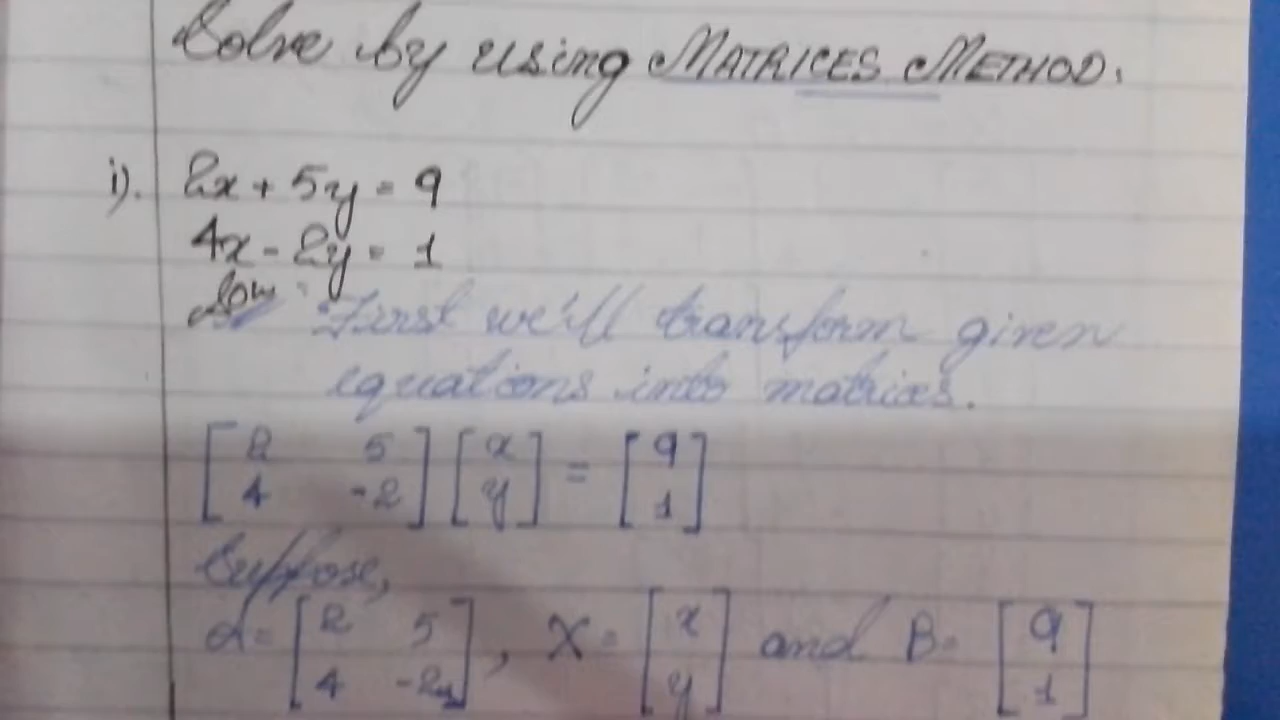 Solve by using MATRICES METHOD.
i). 2x + 5y = 9
4x - 2y = 1
Sol:
First we'll transform given
equations into matrices.
[2 5
4 -2] [x
y] = [9
1]
Suppose,
A = [2 5
4 -2], X = [x
y] and B = [9
1]